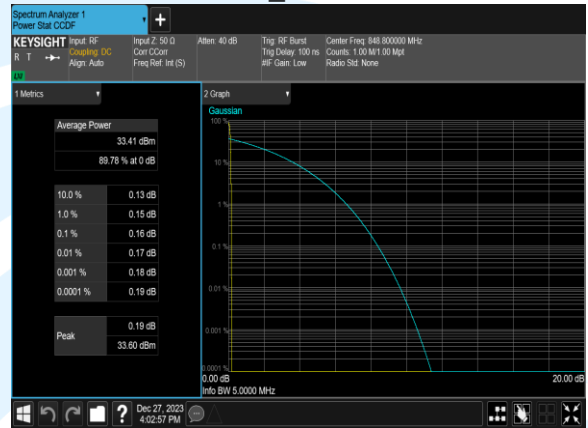 Spectrum Analyzer 1
Power Stat CCDF
+
KEYSIGHT
R T
LW
Input: RF
Coupling: DC
Align: Auto
Input Z: 50 Ω
Corr CCorr
Freq Ref: Int (S)
Atten: 40 dB
Trig: RF Burst
Trig Delay: 100 ns
#IF Gain: Low
Center Freq: 848.800000 MHz
Counts: 1.00 M/1.00 Mpt
Radio Std: None
1 Metrics
Average Power
33.41 dBm
89.78 % at 0 dB
10.0 % 0.13 dB
1.0 % 0.15 dB
0.1 % 0.16 dB
0.01 % 0.17 dB
0.001 % 0.18 dB
0.0001 % 0.19 dB
Peak
0.19 dB
33.60 dBm
2 Graph
Gaussian
100 %
10 %
1 %
0.1 %
0.01 %
0.001 %
0.0001 %
0.00 dB
20.00 dB
Info BW 5.0000 MHz
?
Dec 27, 2023
4:02:57 PM